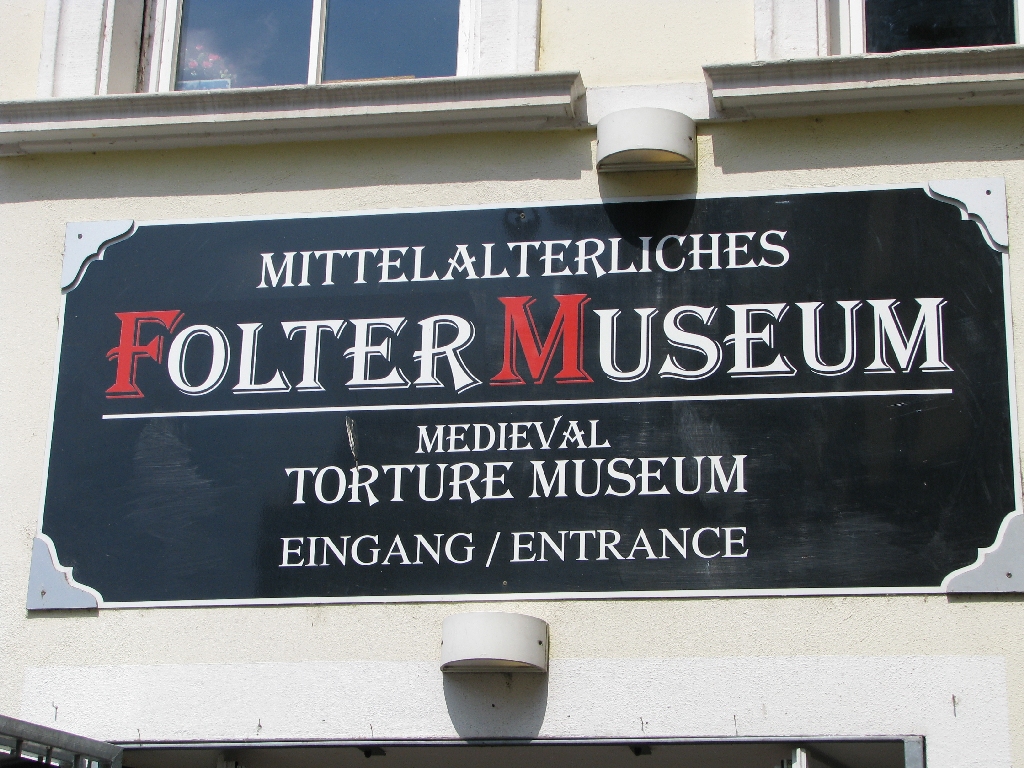 MITTELALTERLICHES
FOLTER MUSEUM
MEDIEVAL
TORTURE MUSEUM
EINGANG / ENTRANCE